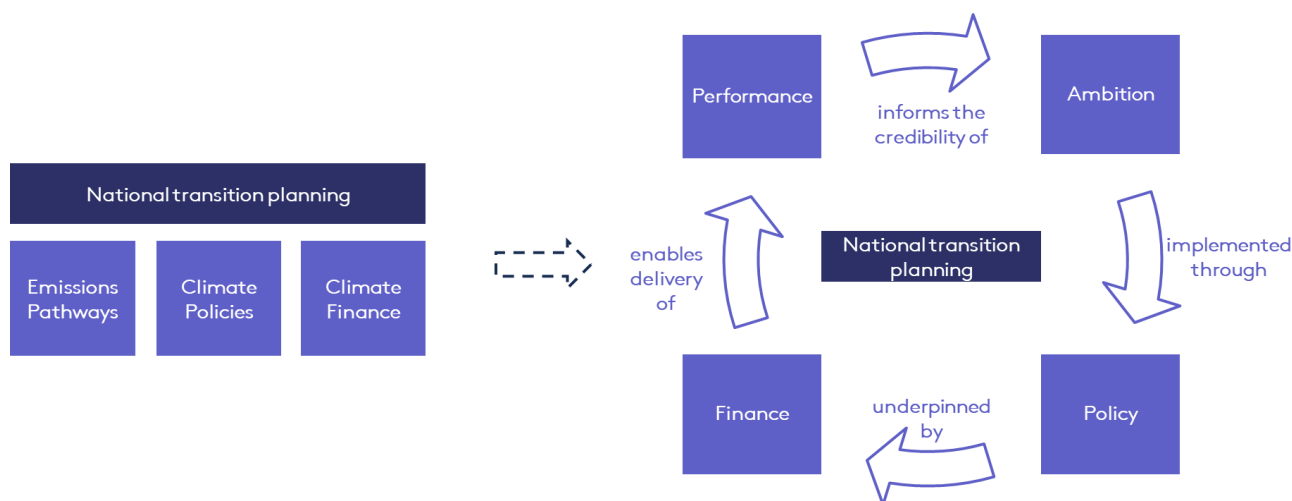 National transition planning
Emissions
Pathways
Climate
Policies
Climate
Finance
Performance
informs the
credibility of
Ambition
implemented
through
Policy
underpinned
by
Finance
enables
delivery
of
National transition
planning